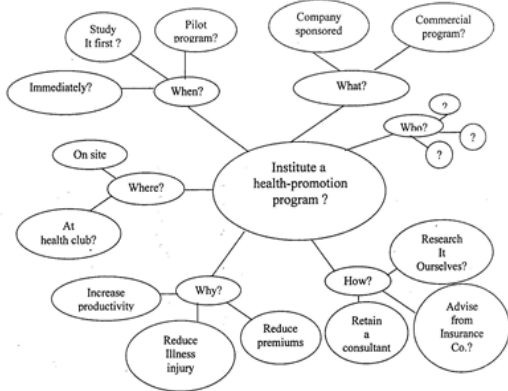 Study
It first ?
Pilot
program?
Company
sponsored
Commercial
program?
Immediately?
When?
What?
Who?
?
?
?
On site
Where?
At
health club?
Institute a
health-promotion
program ?
Increase
productivity
Why?
Reduce
Illness
injury
Reduce
premiums
How?
Research
It
Ourselves?
Retain
a
consultant
Advise
from
Insurance
Co.?